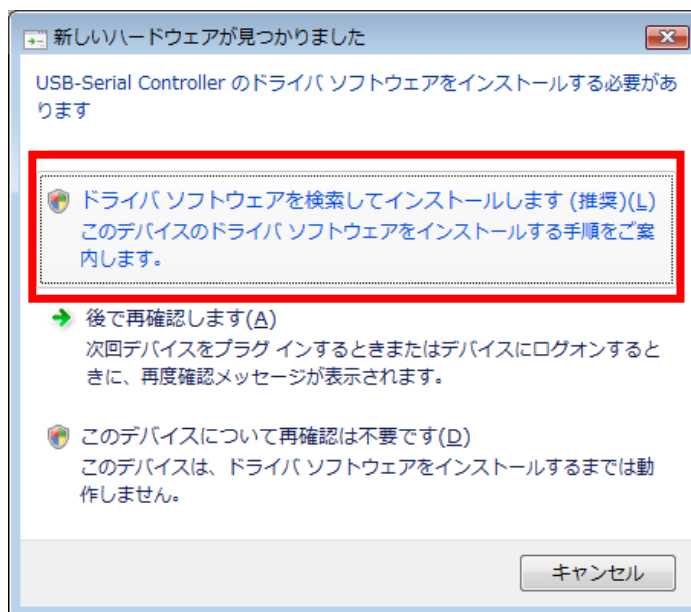 新しいハードウェアが見つかりました
USB-Serial Controller のドライバ ソフトウェアをインストールする必要があ
ります
ドライバ ソフトウェアを検索してインストールします (推奨)(L)
このデバイスのドライバ ソフトウェアをインストールする手順をご案
内します。
後で再確認します(A)
次回デバイスをプラグ インするときまたはデバイスにログオンすると
きに、再度確認メッセージが表示されます。
このデバイスについて再確認は不要です(D)
このデバイスは、ドライバ ソフトウェアをインストールするまでは動
作しません。
キャンセル